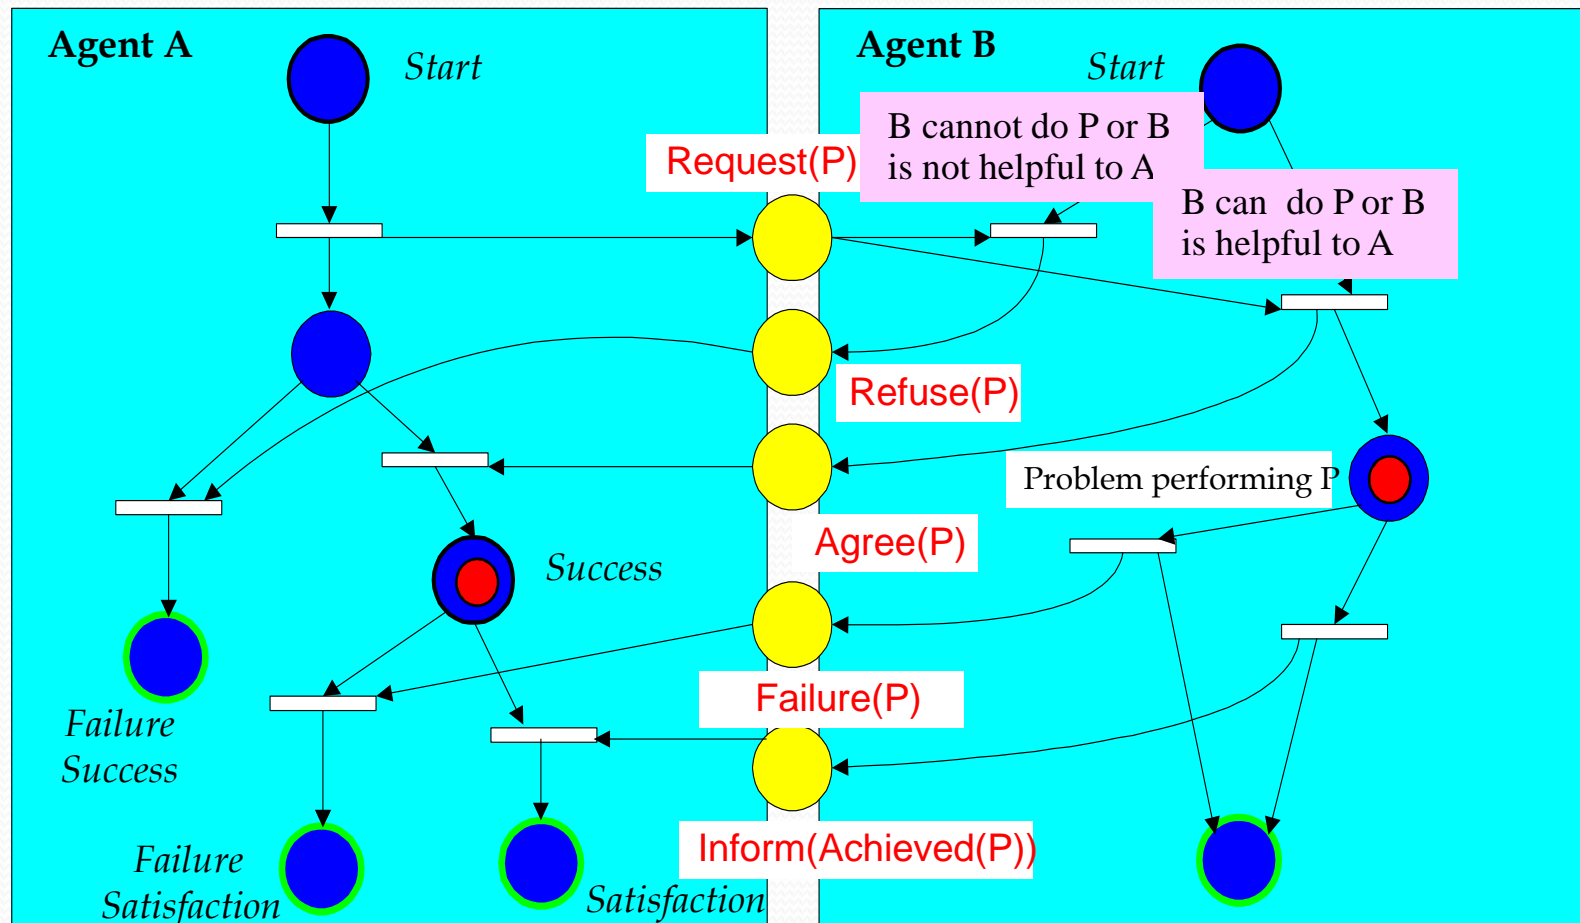 Agent A
Start
Agent B
Start
B cannot do P or B
is not helpful to A
Request(P)
B can do P or B
is helpful to A
Refuse(P)
Problem performing P
Agree(P)
Success
Failure(P)
Failure
Success
Inform(Achieved(P))
Failure
Satisfaction
Satisfaction